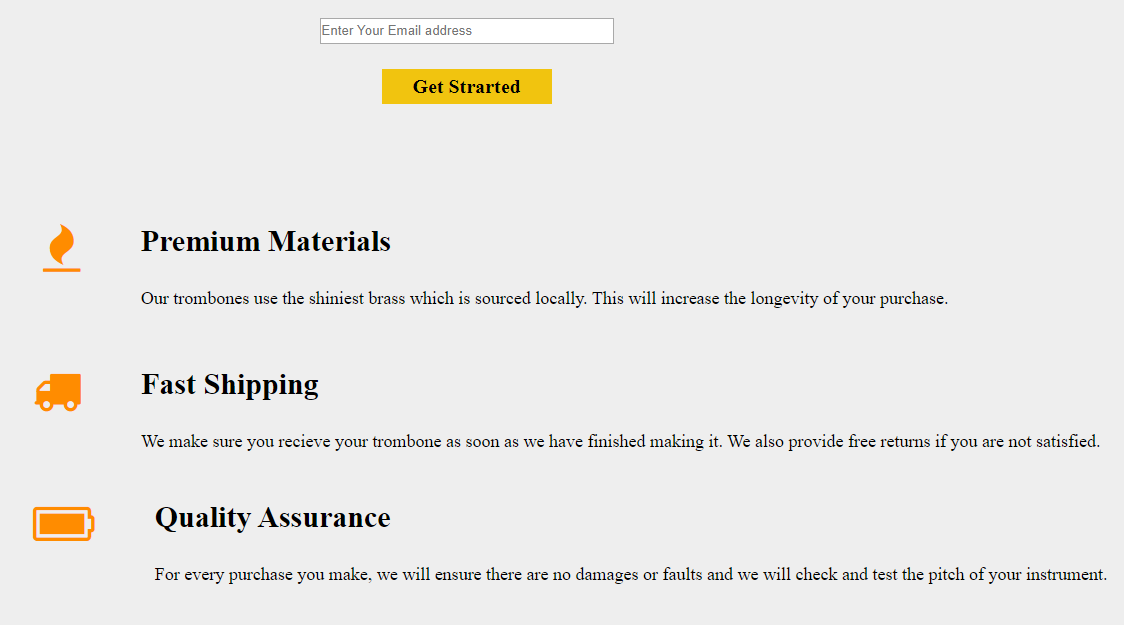 Enter Your Email address
Get Strarted
Premium Materials
Our trombones use the shiniest brass which is sourced locally. This will increase the longevity of your purchase.
Fast Shipping
We make sure you recieve your trombone as soon as we have finished making it. We also provide free returns if you are not satisfied.
Quality Assurance
For every purchase you make, we will ensure there are no damages or faults and we will check and test the pitch of your instrument.